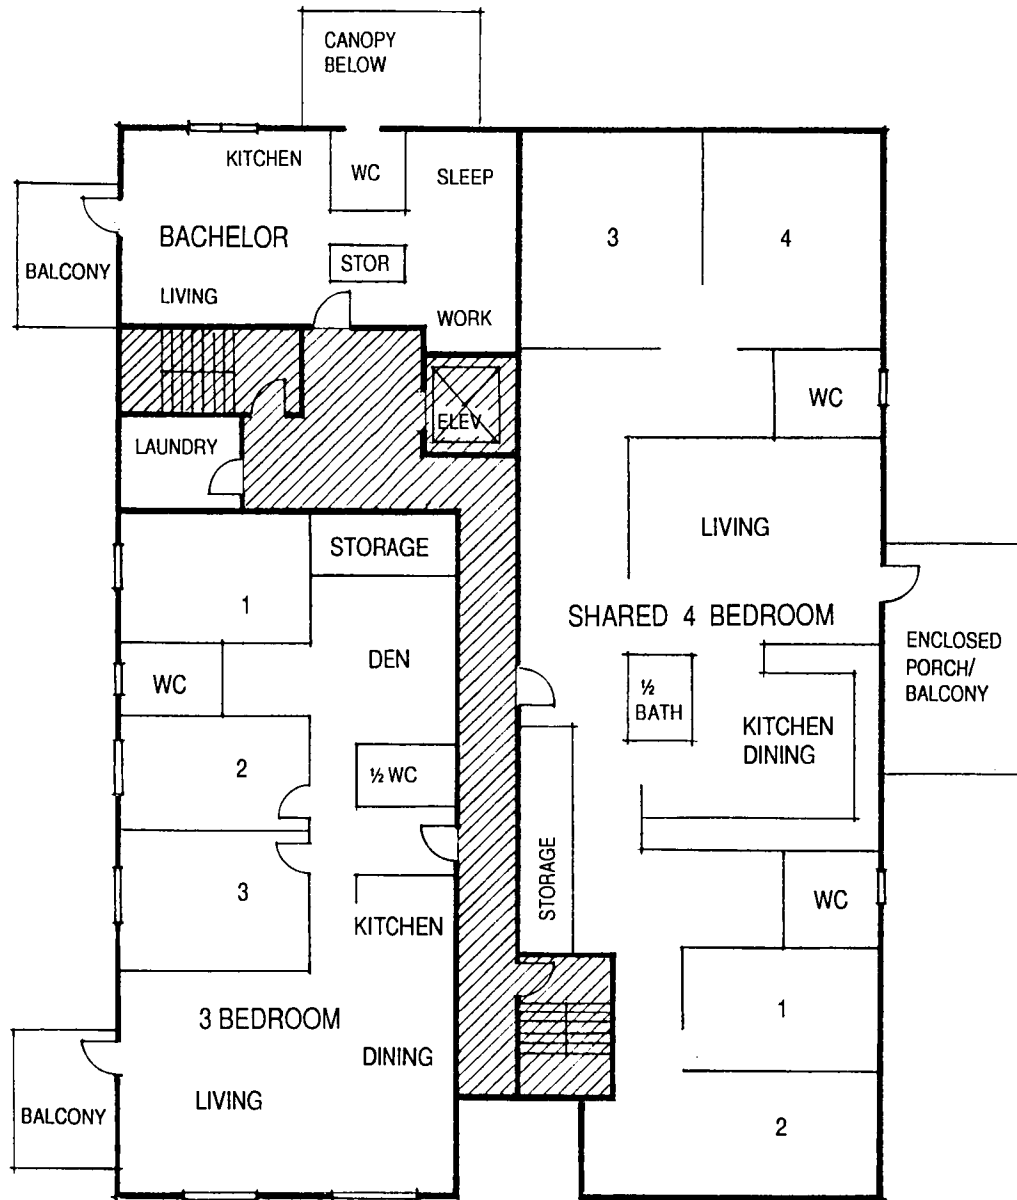 CANOPY
BELOW
KITCHEN
WC
SLEEP
BACHELOR
BALCONY
STOR
LIVING
WORK
3
4
ELEV
WC
LAUNDRY
LIVING
STORAGE
1
SHARED 4 BEDROOM
DEN
ENCLOSED
PORCH/
BALCONY
WC
½
BATH
KITCHEN
DINING
2
½ WC
STORAGE
3
WC
KITCHEN
3 BEDROOM
1
DINING
LIVING
BALCONY
2